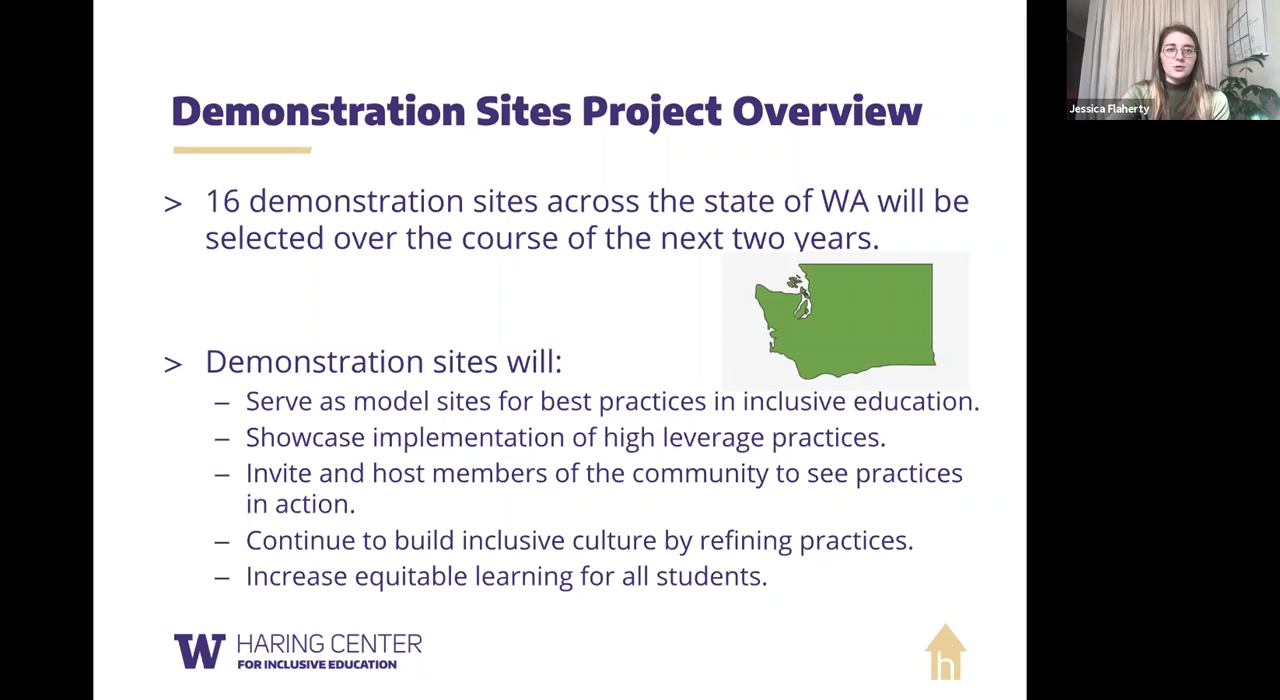 Demonstration Sites Project Overview
> 16 demonstration sites across the state of WA will be
selected over the course of the next two years.
> Demonstration sites will:
– Serve as model sites for best practices in inclusive education.
– Showcase implementation of high leverage practices.
– Invite and host members of the community to see practices
in action.
– Continue to build inclusive culture by refining practices.
– Increase equitable learning for all students.
W HARING CENTER
FOR INCLUSIVE EDUCATION
h
Jessica Flaherty